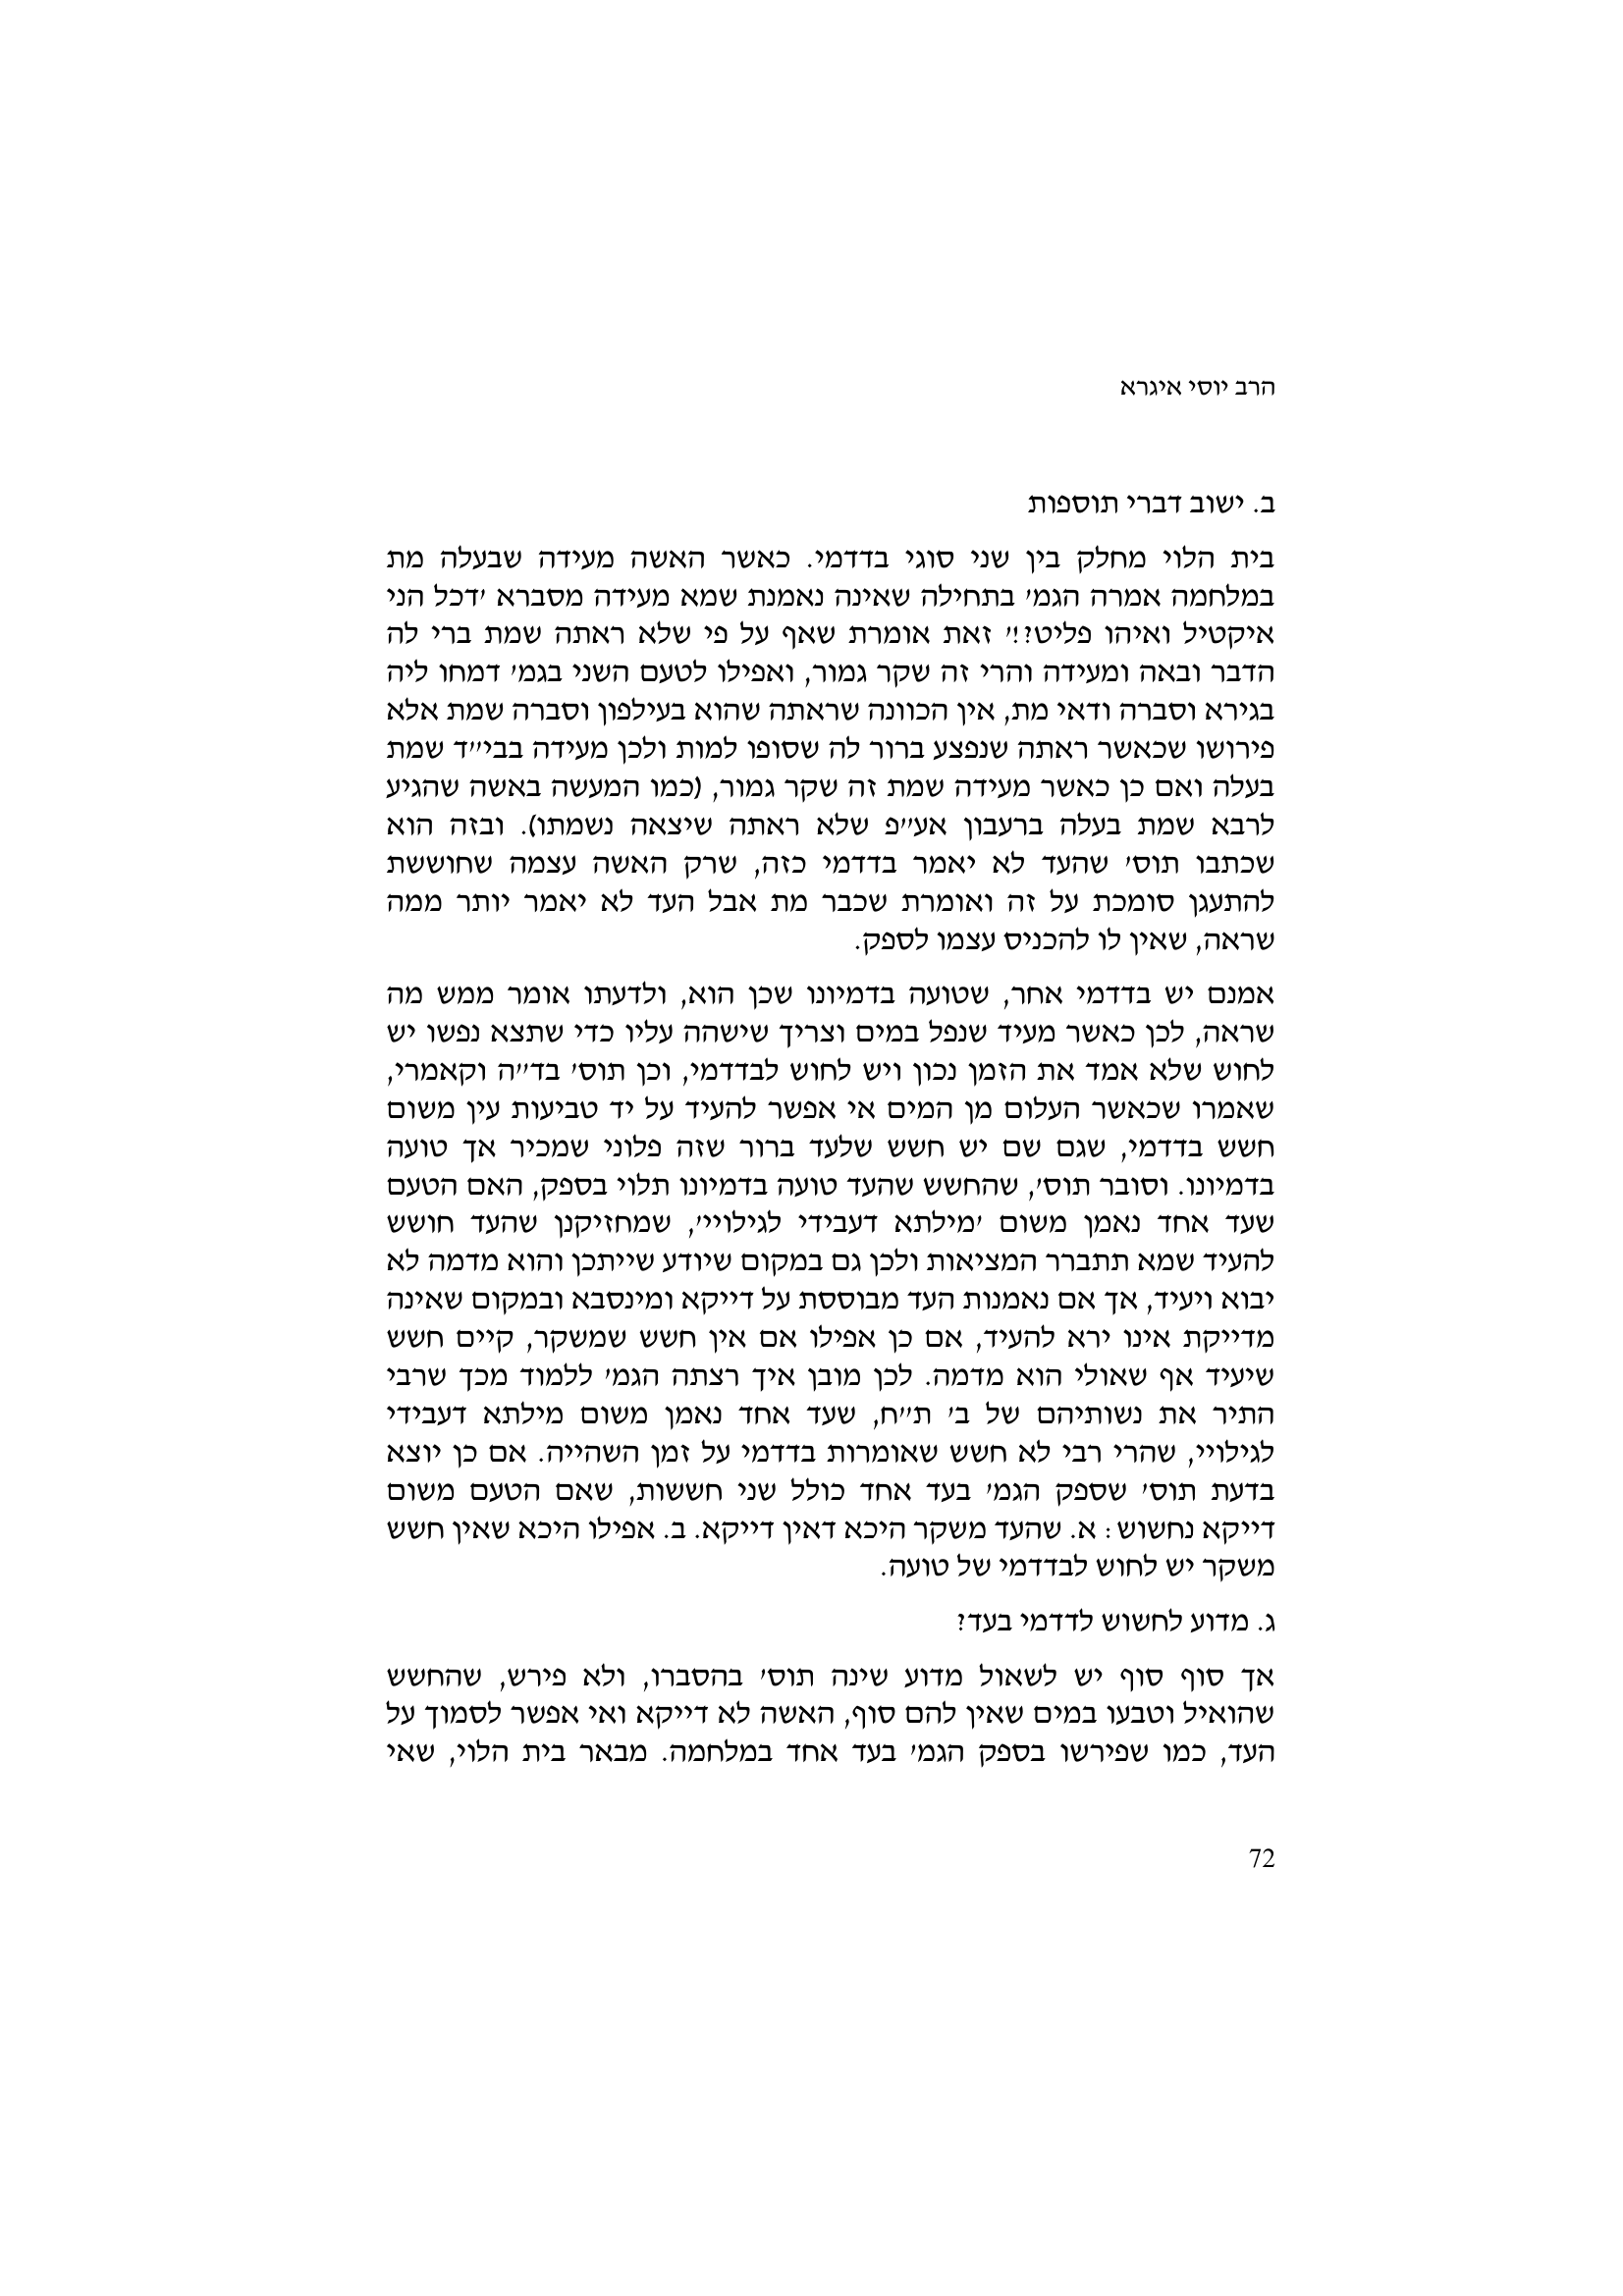 הרב יוסי איגרא
ב. ישוב דברי תוספות
בית הלוי מחלק בין שני סוגי בדדמי. כאשר האשה מעידה שבעלה מת
במלחמה אמרה הגמ׳ בתחילה שאינה נאמנת שמא מעידה מסברא ׳דכל הני
איקטיל ואיהו פליט?!׳ זאת אומרת שאף על פי שלא ראתה שמת ברי לה
הדבר ובאה ומעידה והרי זה שקר גמור, ואפילו לטעם השני בגמ׳ דמחו ליה
בגירא וסברה ודאי מת, אין הכוונה שראתה שהוא בעילפון וסברה שמת אלא
פירושו שכאשר ראתה שנפצע ברור לה שסופו למות ולכן מעידה בבי״ד שמת
בעלה ואם כן כאשר מעידה שמת זה שקר גמור, (כמו המעשה באשה שהגיע
לרבא שמת בעלה ברעבון אע״פ שלא ראתה שיצאה נשמתו). ובזה הוא
שכתבו תוס׳ שהעד לא יאמר בדדמי כזה, שרק האשה עצמה שחוששת
להתעגן סומכת על זה ואומרת שכבר מת אבל העד לא יאמר יותר ממה
שראה, שאין לו להכניס עצמו לספק.
אמנם יש בדדמי אחר, שטועה בדמיונו שכן הוא, ולדעתו אומר ממש מה
שראה, לכן כאשר מעיד שנפל במים וצריך שישהה עליו כדי שתצא נפשו יש
לחוש שלא אמד את הזמן נכון ויש לחוש לבדדמי, וכן תוס׳ בד״ה וקאמרי,
שאמרו שכאשר העלום מן המים אי אפשר להעיד על יד טביעות עין משום
חשש בדדמי, שגם שם יש חשש שלעד ברור שזה פלוני שמכיר אך טועה
בדמיונו. וסובר תוס׳, שהחשש שהעד טועה בדמיונו תלוי בספק, האם הטעם
שעד אחד נאמן משום ׳מילתא דעבידי לגילויי׳, שמחזיקנן שהעד חושש
להעיד שמא תתברר המציאות ולכן גם במקום שיודע שייתכן והוא מדמה לא
יבוא ויעיד, אך אם נאמנות העד מבוססת על דייקא ומינסבא ובמקום שאינה
מדייקת אינו ירא להעיד, אם כן אפילו אם אין חשש שמשקר, קיים חשש
שיעיד אף שאולי הוא מדמה. לכן מובן איך רצתה הגמ׳ ללמוד מכך שרבי
התיר את נשותיהם של ב׳ ת״ח, שעד אחד נאמן משום מילתא דעבידי
לגילויי, שהרי רבי לא חשש שאומרות בדדמי על זמן השהייה. אם כן יוצא
בדעת תוס׳ שספק הגמ׳ בעד אחד כולל שני חששות, שאם הטעם משום
דייקא נחשוש: א. שהעד משקר היכא דאין דייקא. ב. אפילו היכא שאין חשש
משקר יש לחוש לבדדמי של טועה.
ג. מדוע לחשוש לדדמי בעד?
אך סוף סוף יש לשאול מדוע שינה תוס׳ בהסברו, ולא פירש, שהחשש
שהואיל וטבעו במים שאין להם סוף, האשה לא דייקא ואי אפשר לסמוך על
העד, כמו שפירשו בספק הגמ׳ בעד אחד במלחמה. מבאר בית הלוי, שאי
72